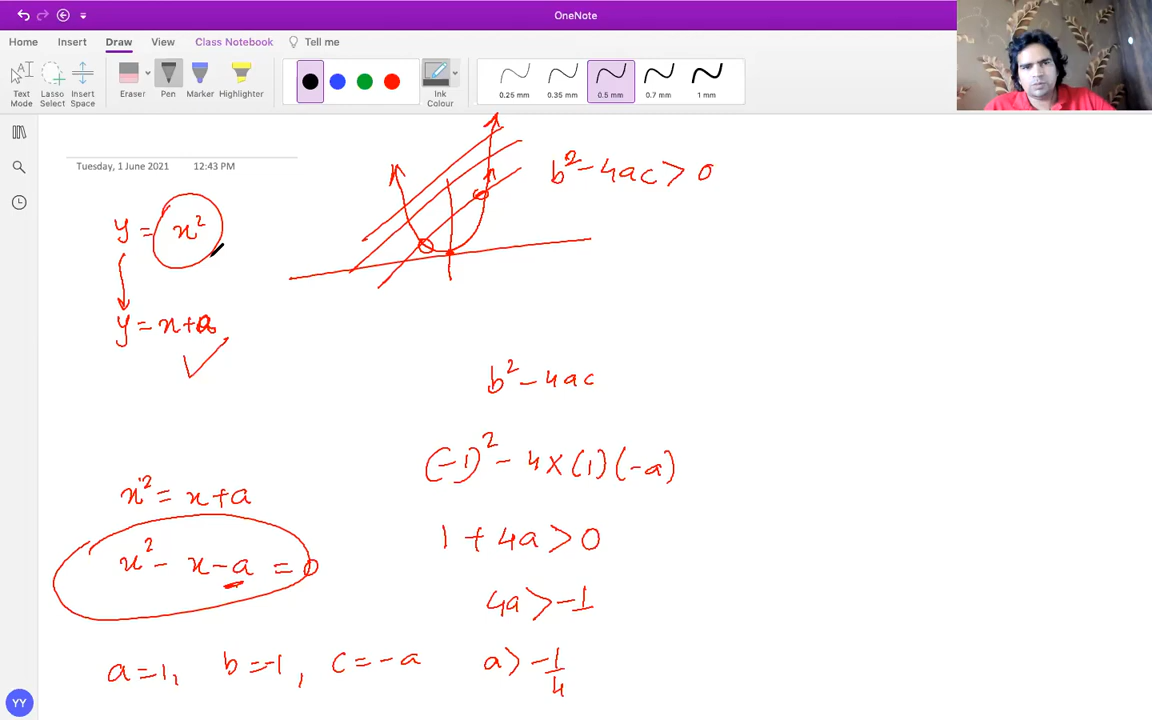 OneNote
Home Insert Draw View Class Notebook Tell me
Text Mode
Lasso Select
Insert Space
Eraser
Pen
Marker
Highlighter
Ink Colour
0.25 mm
0.35 mm
0.5 mm
0.7 mm
1 mm
Tuesday, 1 June 2021 12:43 PM
b² - 4ac > 0
y = x²
y = x + a
b² - 4ac
(-1)² - 4 × (1)(-a)
x² = x + a
1 + 4a > 0
x² - x - a = 0
4a > -1
a = 1, b = -1, c = -a
a > -1/4
YY